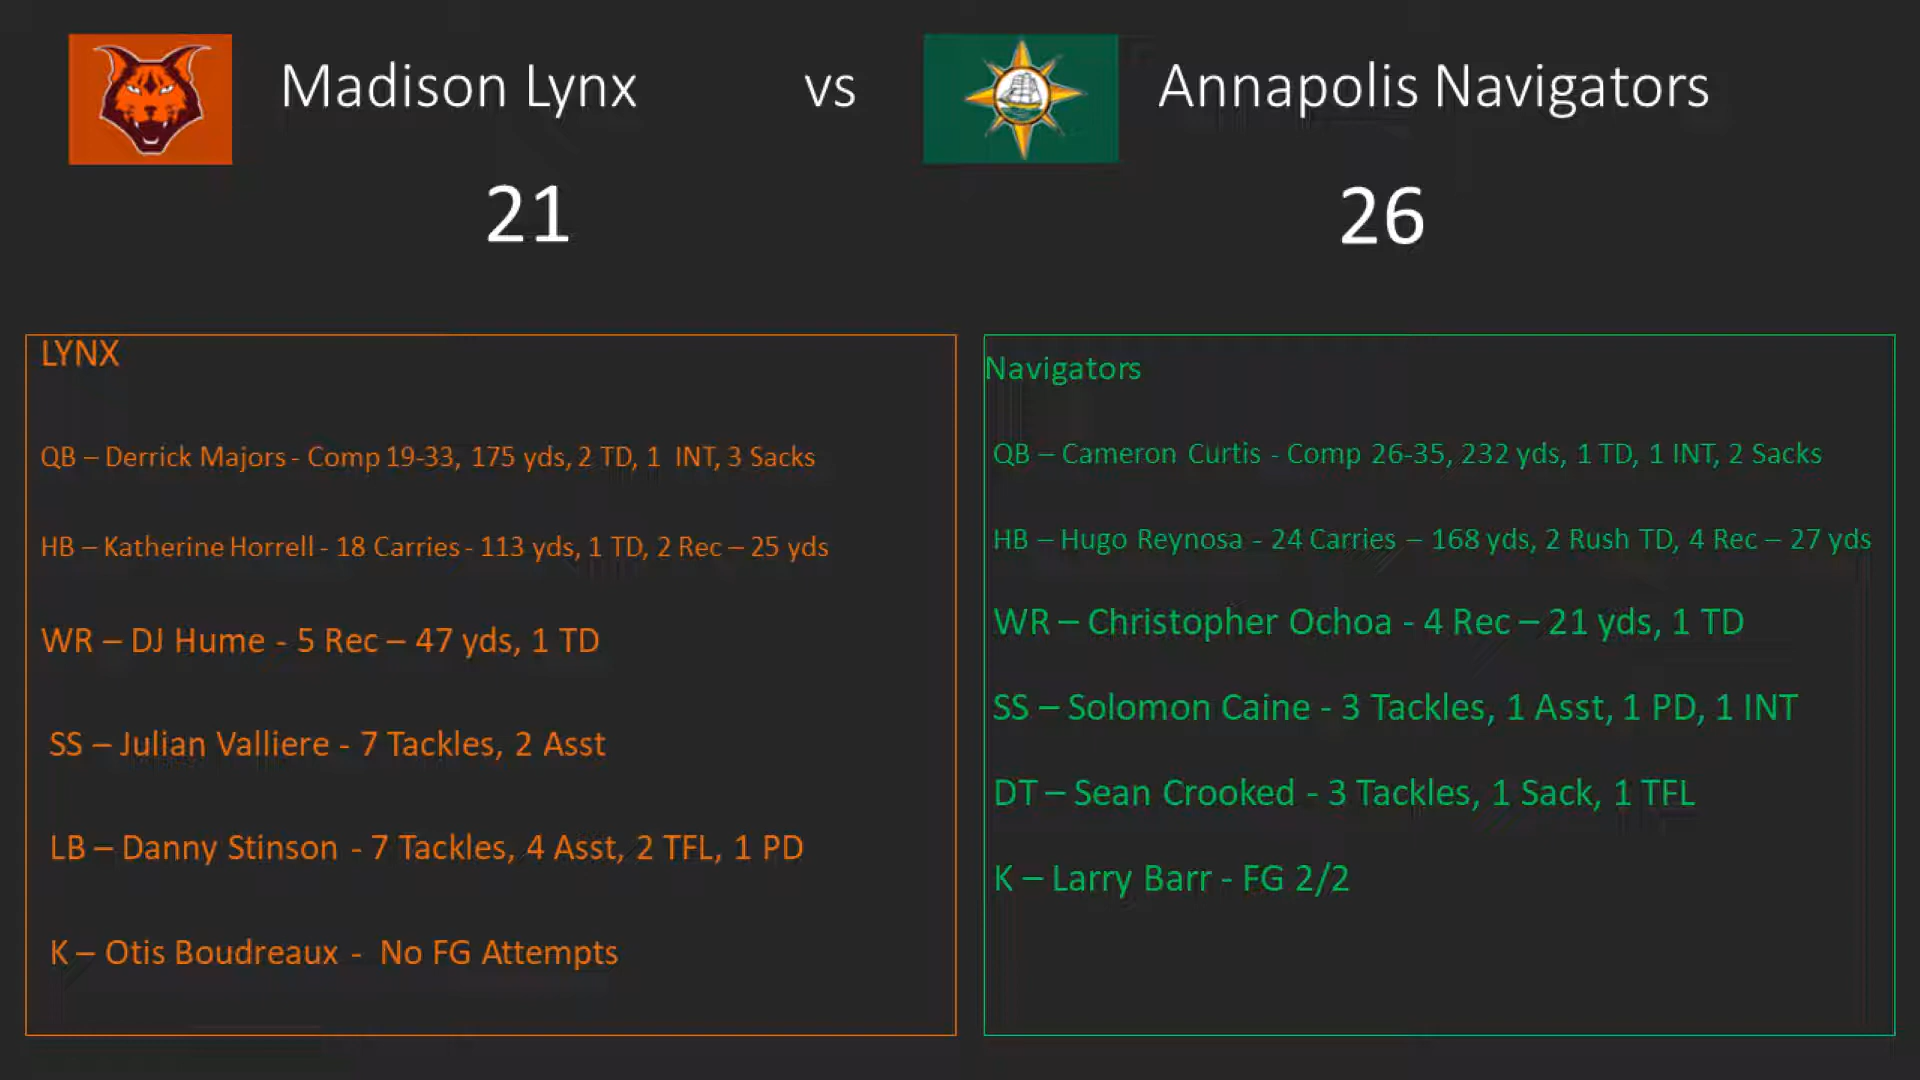 Madison Lynx vs Annapolis Navigators
21 26
LYNX
QB – Derrick Majors - Comp 19-33, 175 yds, 2 TD, 1 INT, 3 Sacks
HB – Katherine Horrell - 18 Carries - 113 yds, 1 TD, 2 Rec – 25 yds
WR – DJ Hume - 5 Rec – 47 yds, 1 TD
SS – Julian Valliere - 7 Tackles, 2 Asst
LB – Danny Stinson - 7 Tackles, 4 Asst, 2 TFL, 1 PD
K – Otis Boudreaux - No FG Attempts
Navigators
QB – Cameron Curtis - Comp 26-35, 232 yds, 1 TD, 1 INT, 2 Sacks
HB – Hugo Reynosa - 24 Carries – 168 yds, 2 Rush TD, 4 Rec – 27 yds
WR – Christopher Ochoa - 4 Rec – 21 yds, 1 TD
SS – Solomon Caine - 3 Tackles, 1 Asst, 1 PD, 1 INT
DT – Sean Crooked - 3 Tackles, 1 Sack, 1 TFL
K – Larry Barr - FG 2/2